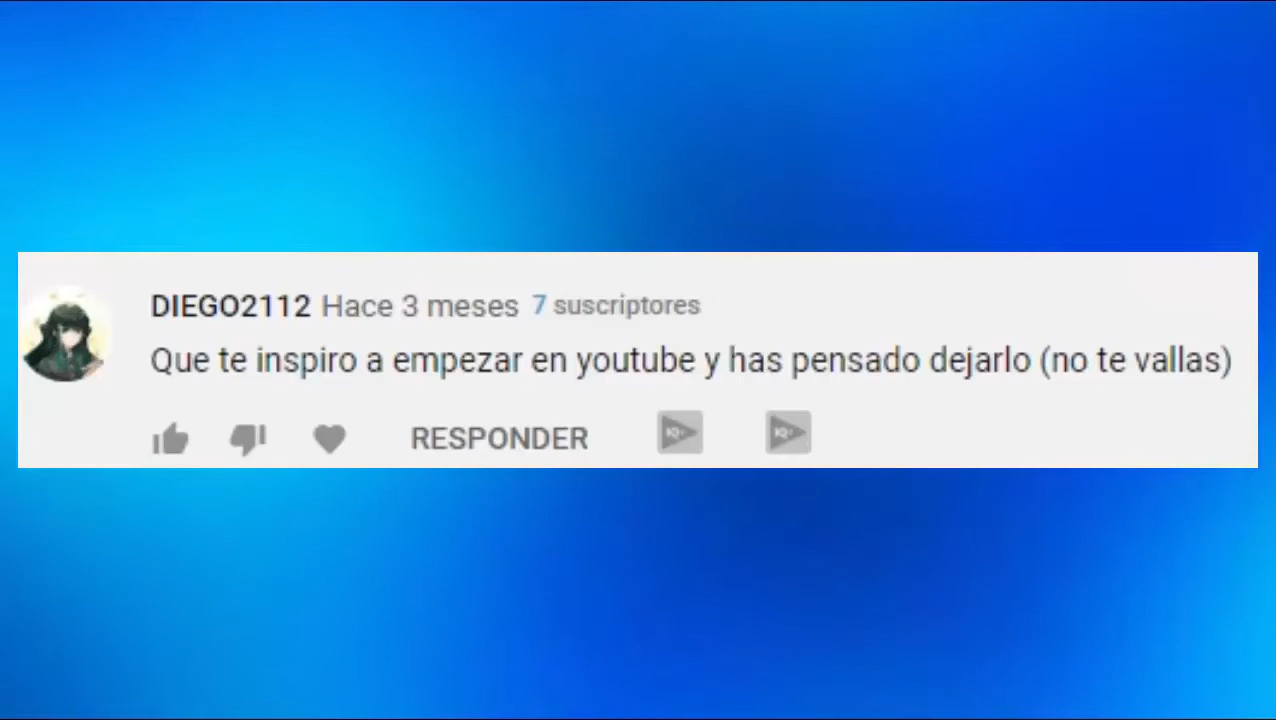 DIEGO2112 Hace 3 meses 7 suscriptores
Que te inspiro a empezar en youtube y has pensado dejarlo (no te vallas)
RESPONDER